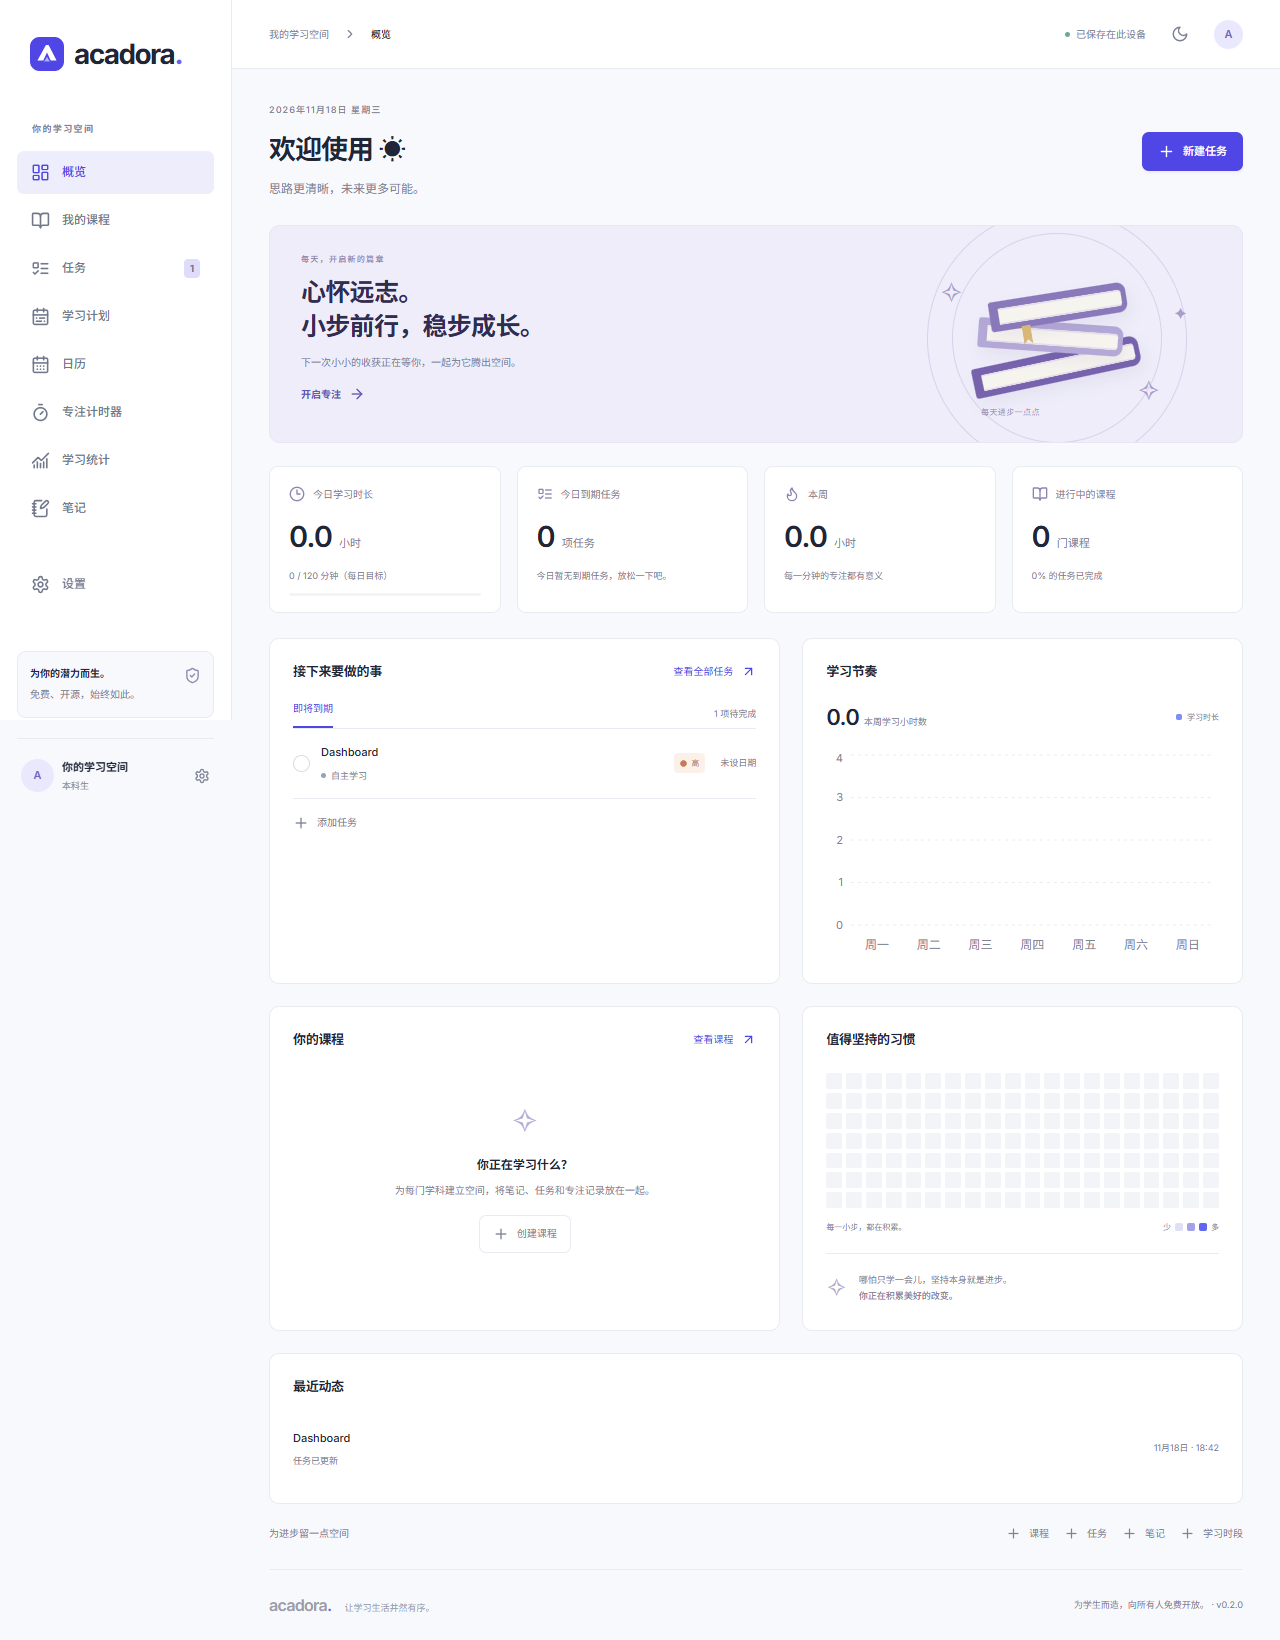 acadora.
你的学习空间
概览
我的课程
任务
1
学习计划
日历
专注计时器
学习统计
笔记
设置
为你的潜力而生。
免费、开源，始终如此。
A
你的学习空间
本科生
我的学习空间
概览
已保存在此设备
A
2026年11月18日 星期三
欢迎使用
思路更清晰，未来更多可能。
新建任务
每天，开启新的篇章
心怀远志。
小步前行，稳步成长。
下一次小小的收获正在等你，一起为它腾出空间。
开启专注
每天进步一点点
今日学习时长
0.0 小时
0 / 120 分钟（每日目标）
今日到期任务
0 项任务
今日暂无到期任务，放松一下吧。
本周
0.0 小时
每一分钟的专注都有意义
进行中的课程
0 门课程
0% 的任务已完成
接下来要做的事
查看全部任务
即将到期
1 项待完成
Dashboard
自主学习
高
未设日期
添加任务
学习节奏
0.0 本周学习小时数
学习时长
4
3
2
1
0
周一 周二 周三 周四 周五 周六 周日
你的课程
查看课程
你正在学习什么？
为每门学科建立空间，将笔记、任务和专注记录放在一起。
创建课程
值得坚持的习惯
每一小步，都在积累。
少
多
哪怕只学一会儿，坚持本身就是进步。
你正在积累美好的改变。
最近动态
Dashboard
任务已更新
11月18日 · 18:42
为进步留一点空间
课程
任务
笔记
学习时段
acadora.
让学习生活井然有序。
为学生而造，向所有人免费开放。 · v0.2.0